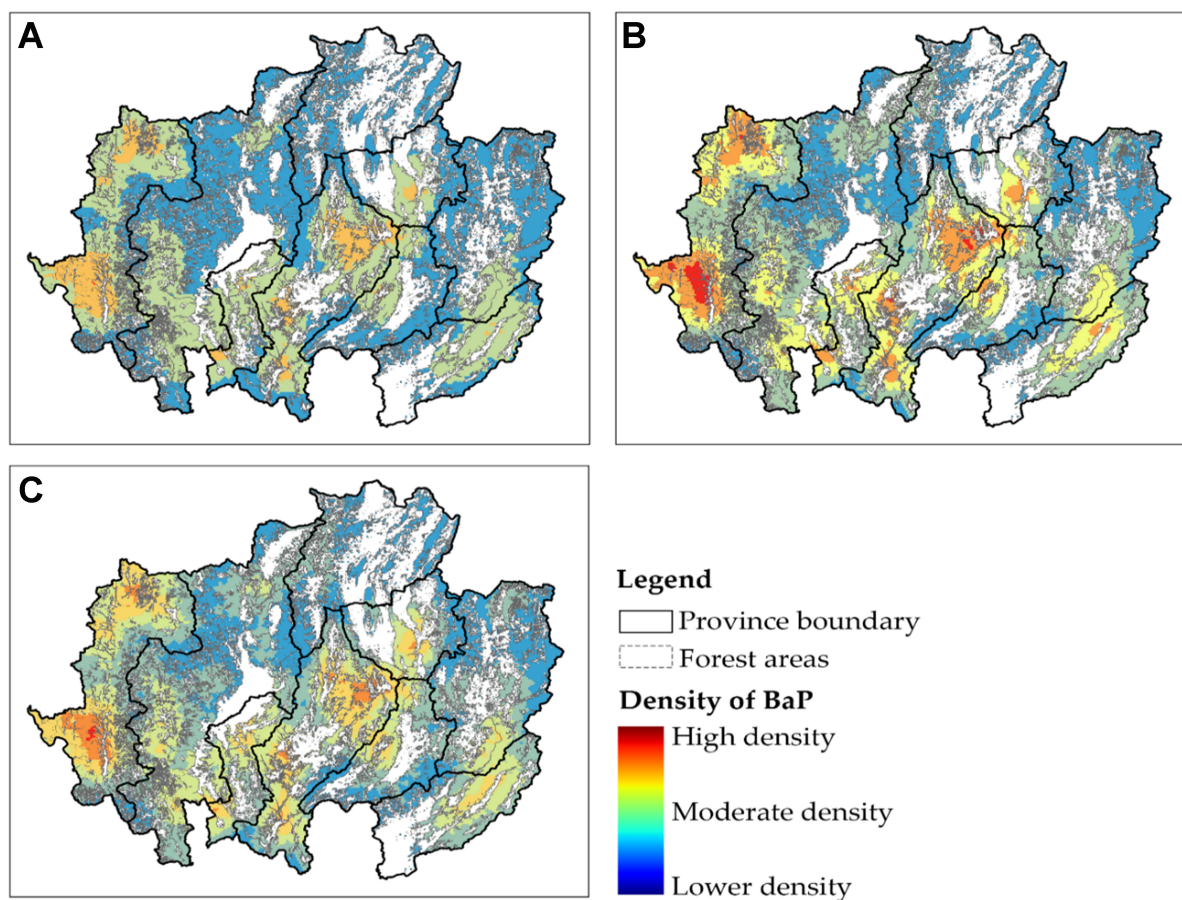 A
B
C
Legend
Province boundary
Forest areas
Density of BaP
High density
Moderate density
Lower density